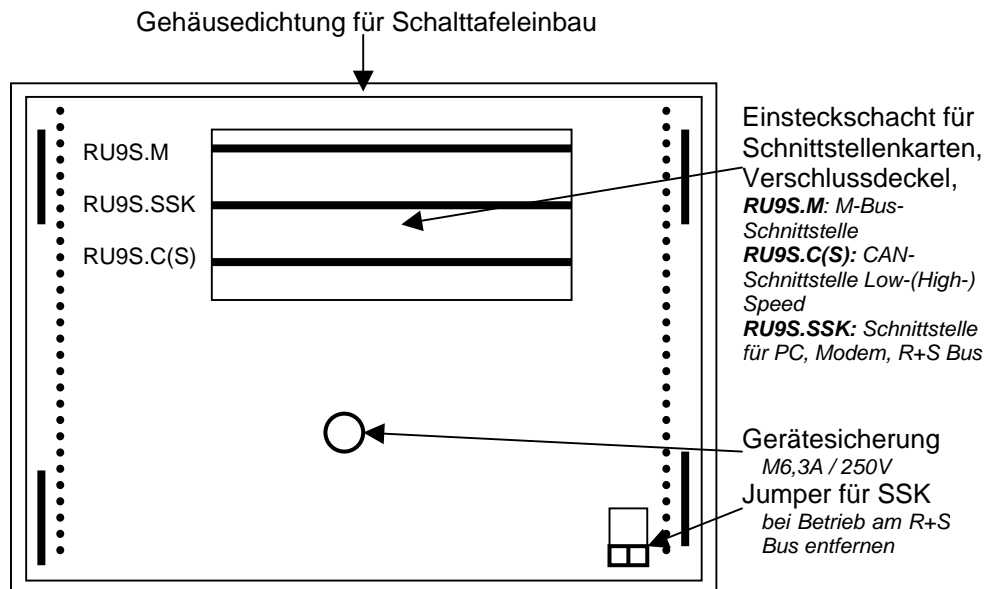 Gehäusedichtung für Schalttafeleinbau
RU9S.M
RU9S.SSK
RU9S.C(S)
Einsteckschacht für
Schnittstellenkarten,
Verschlussdeckel,
RU9S.M: M-Bus-
Schnittstelle
RU9S.C(S): CAN-
Schnittstelle Low-(High-)
Speed
RU9S.SSK: Schnittstelle
für PC, Modem, R+S Bus
Gerätesicherung
M6,3A / 250V
Jumper für SSK
bei Betrieb am R+S
Bus entfernen